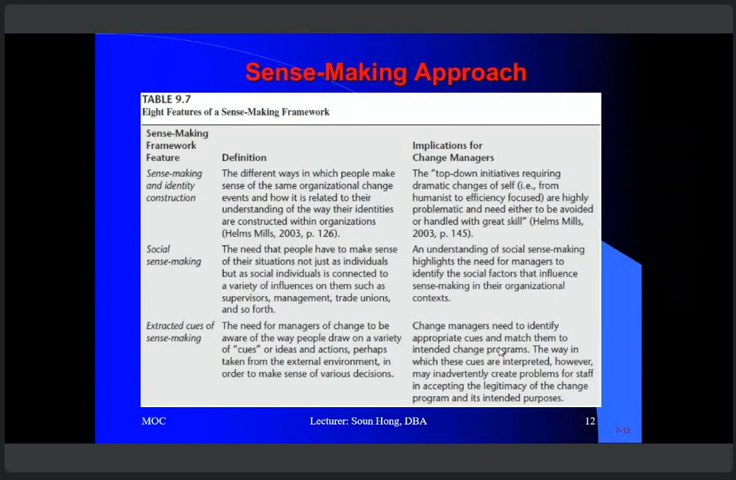 Sense-Making Approach
TABLE 9.7
Eight Features of a Sense-Making Framework
Sense-Making
Framework
Feature
Definition
Implications for
Change Managers
Sense-making
and identity
construction
The different ways in which people make
sense of the same organizational change
events and how it is related to their
understanding of the way their identities
are constructed within organizations
(Helms Mills, 2003, p. 126).
The "top-down initiatives requiring
dramatic changes of self (i.e., from
humanist to efficiency focused) are highly
problematic and need either to be avoided
or handled with great skill" (Helms Mills,
2003, p. 145).
Social
sense-making
The need that people have to make sense
of their situations not just as individuals
but as social individuals is connected to
a variety of influences on them such as
supervisors, management, trade unions,
and so forth.
An understanding of social sense-making
highlights the need for managers to
identify the social factors that influence
sense-making in their organizational
contexts.
Extracted cues of
sense-making
The need for managers of change to be
aware of the way people draw on a variety
of "cues" or ideas and actions, perhaps
taken from the external environment, in
order to make sense of various decisions.
Change managers need to identify
appropriate cues and match them to
intended change programs. The way in
which these cues are interpreted, however,
may inadvertently create problems for staff
in accepting the legitimacy of the change
program and its intended purposes.
MOC
Lecturer: Soun Hong, DBA
12
7-12